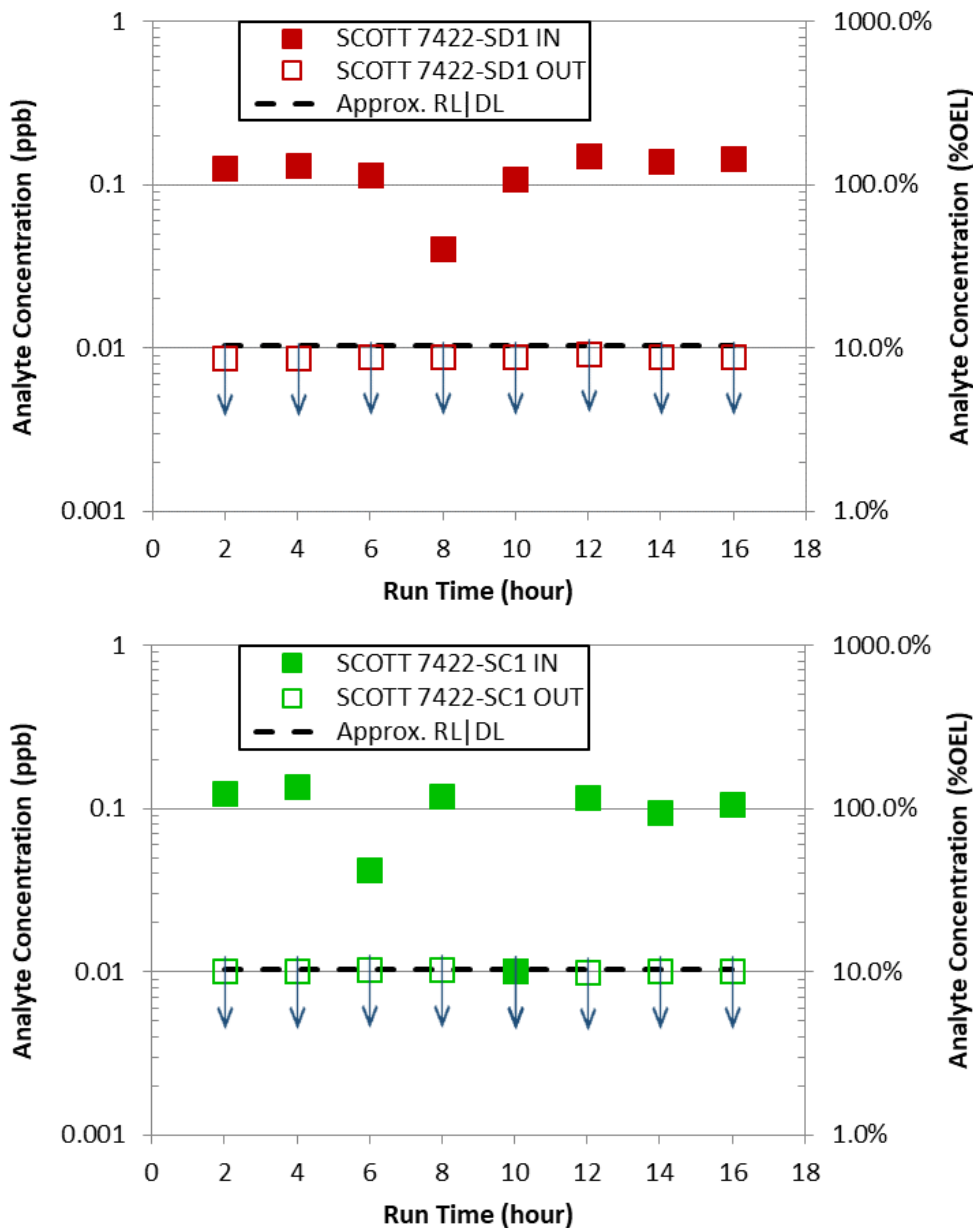 SCOTT 7422-SD1 IN
SCOTT 7422-SD1 OUT
Approx. RL|DL
Analyte Concentration (ppb)
1
0.1
0.01
0.001
1000.0%
100.0%
10.0%
1.0%
Analyte Concentration (%OEL)
0 2 4 6 8 10 12 14 16 18
Run Time (hour)
SCOTT 7422-SC1 IN
SCOTT 7422-SC1 OUT
Approx. RL|DL
Analyte Concentration (ppb)
1
0.1
0.01
0.001
1000.0%
100.0%
10.0%
1.0%
Analyte Concentration (%OEL)
0 2 4 6 8 10 12 14 16 18
Run Time (hour)